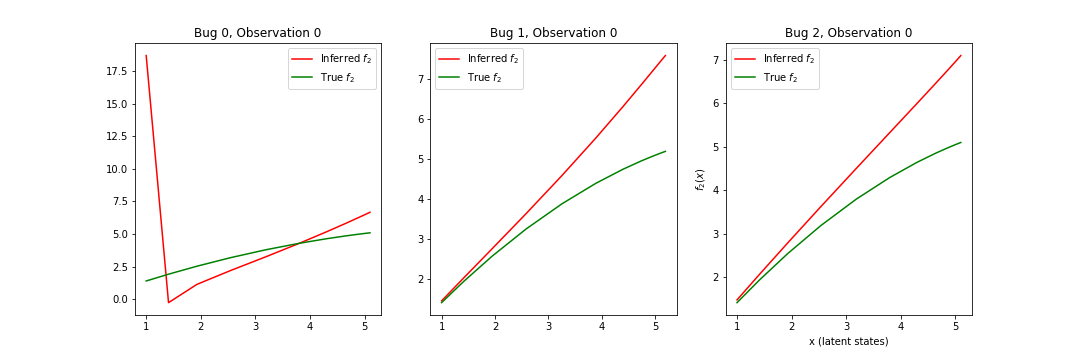 Bug 0, Observation 0
17.5
15.0
12.5
10.0
7.5
5.0
2.5
0.0
1 2 3 4 5
Inferred f₂
True f₂
Bug 1, Observation 0
7
6
5
4
3
2
1 2 3 4 5
Inferred f₂
True f₂
Bug 2, Observation 0
f₂(x)
7
6
5
4
3
2
1 2 3 4 5
x (latent states)
Inferred f₂
True f₂